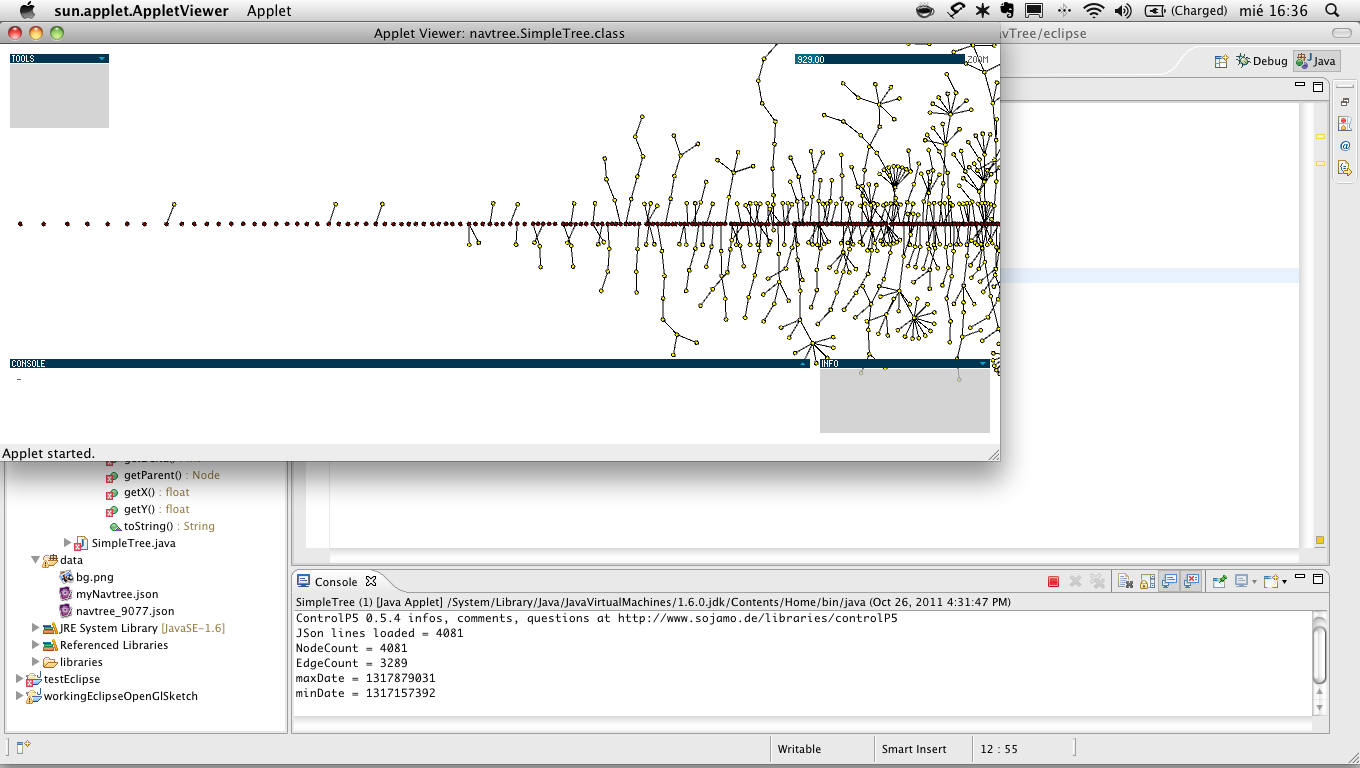 sun.applet.AppletViewer Applet (Charged) mié 16:36
Applet Viewer: navtree.SimpleTree.class
vTree/eclipse
TOOLS
929.00 ZOOM
Debug Java
CONSOLE
INFO
Applet started.
getParent() : Node
getX() : float
getY() : float
toString() : String
SimpleTree.java
data
bg.png
myNavtree.json
navtree_9077.json
JRE System Library [JavaSE-1.6]
Referenced Libraries
libraries
testEclipse
workingEclipseOpenGlSketch
Console
SimpleTree (1) [Java Applet] /System/Library/Java/JavaVirtualMachines/1.6.0.jdk/Contents/Home/bin/java (Oct 26, 2011 4:31:47 PM)
ControlP5 0.5.4 infos, comments, questions at http://www.sojamo.de/libraries/controlP5
JSon lines loaded = 4081
NodeCount = 4081
EdgeCount = 3289
maxDate = 1317879031
minDate = 1317157392
Writable Smart Insert 12 : 55